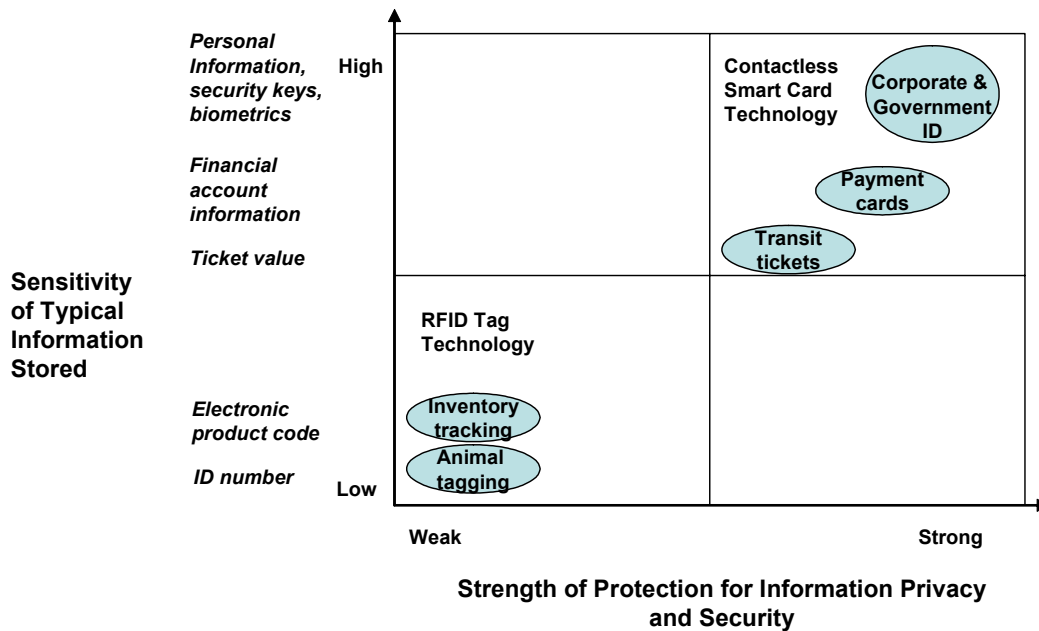 Personal
Information,
security keys,
biometrics
High
Contactless
Smart Card
Technology
Corporate &
Government
ID
Financial
account
information
Payment
cards
Ticket value
Transit
tickets
Sensitivity
of Typical
Information
Stored
RFID Tag
Technology
Electronic
product code
Inventory
tracking
ID number
Animal
tagging
Low
Weak
Strong
Strength of Protection for Information Privacy
and Security